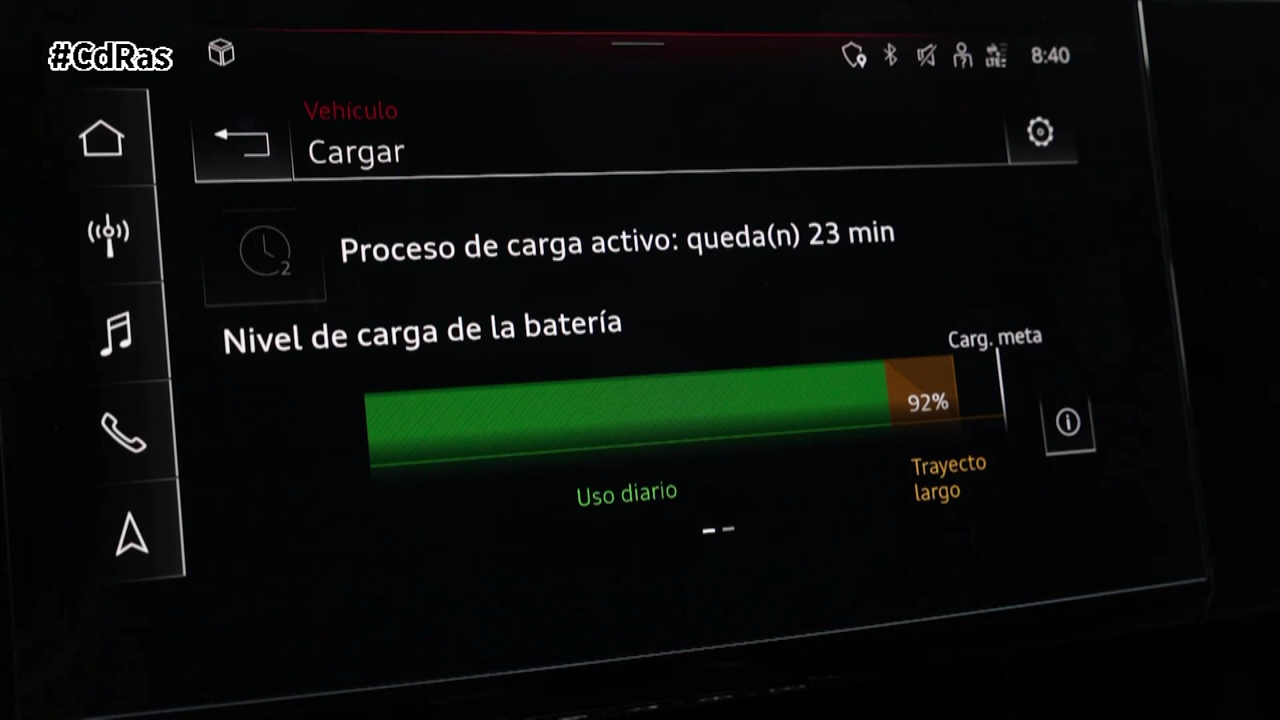 #CdRas
8:40
Vehículo
Cargar
Proceso de carga activo: queda(n) 23 min
2
Nivel de carga de la batería
Carg. meta
92%
Uso diario
Trayecto
largo